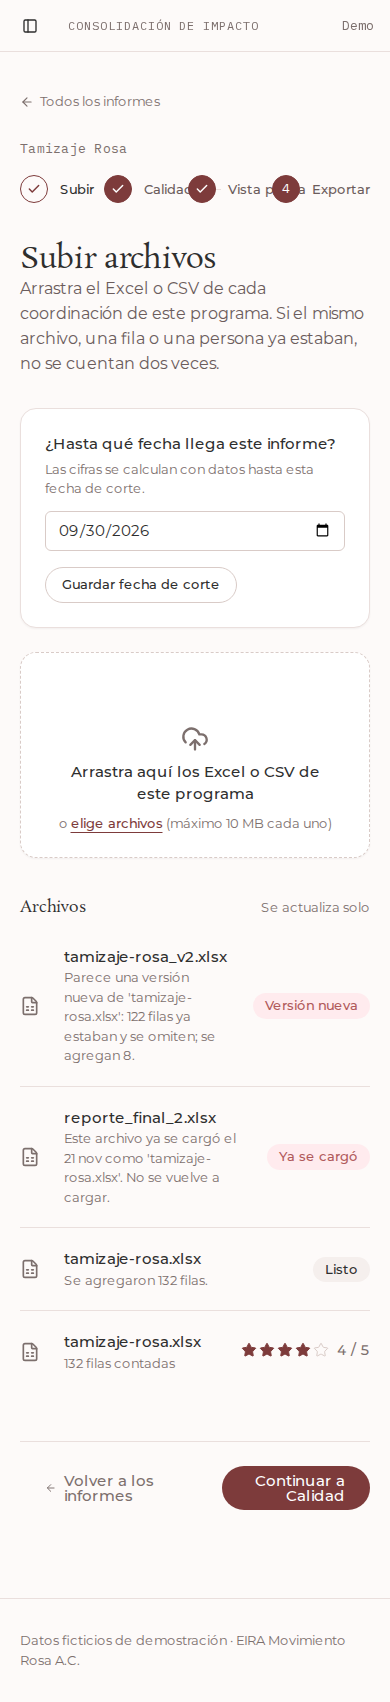 CONSOLIDACIÓN DE IMPACTO Demo
Todos los informes
Tamizaje Rosa
Subir Calidad Vista 4 Exportar
Subir archivos
Arrastra el Excel o CSV de cada
coordinación de este programa. Si el mismo
archivo, una fila o una persona ya estaban,
no se cuentan dos veces.
¿Hasta qué fecha llega este informe?
Las cifras se calculan con datos hasta esta
fecha de corte.
09/30/2026
Guardar fecha de corte
Arrastra aquí los Excel o CSV de
este programa
o elige archivos (máximo 10 MB cada uno)
Archivos Se actualiza solo
tamizaje-rosa_v2.xlsx
Parece una versión
nueva de 'tamizaje-
rosa.xlsx': 122 filas ya
estaban y se omiten; se
agregan 8.
Versión nueva
reporte_final_2.xlsx
Este archivo ya se cargó el
21 nov como 'tamizaje-
rosa.xlsx'. No se vuelve a
cargar.
Ya se cargó
tamizaje-rosa.xlsx
Se agregaron 132 filas.
Listo
tamizaje-rosa.xlsx
132 filas contadas
4 / 5
Volver a los
informes
Continuar a
Calidad
Datos ficticios de demostración · EIRA Movimiento
Rosa A.C.